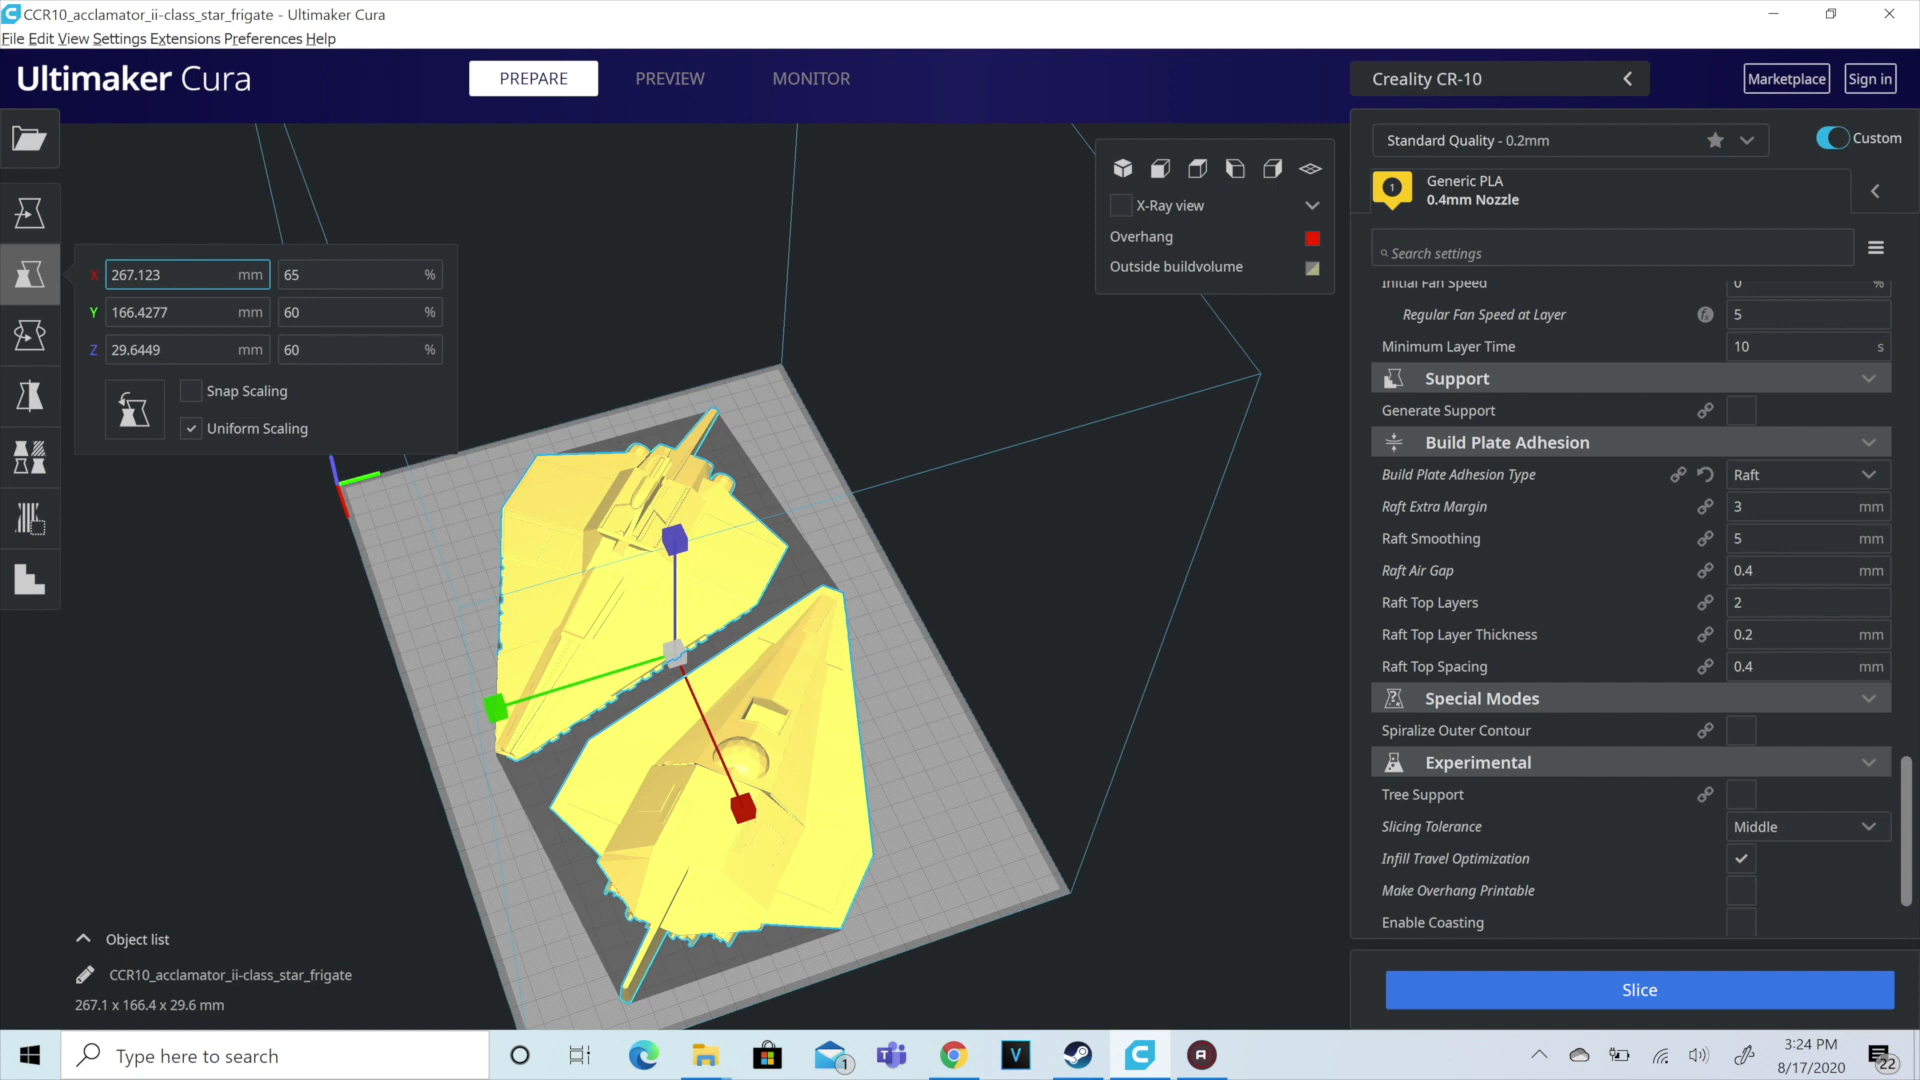 CCR10_acclamator_ii-class_star_frigate - Ultimaker Cura
File Edit View Settings Extensions Preferences Help
Ultimaker Cura
PREPARE
PREVIEW
MONITOR
Creality CR-10
Marketplace
Sign in
Standard Quality - 0.2mm
Custom
1
Generic PLA
0.4mm Nozzle
Search settings
X 267.123 mm 65 %
Y 166.4277 mm 60 %
Z 29.6449 mm 60 %
Snap Scaling
Uniform Scaling
X-Ray view
Overhang
Outside buildvolume
Initial Fan Speed 0 %
Regular Fan Speed at Layer 5
Minimum Layer Time 10 s
Support
Generate Support
Build Plate Adhesion
Build Plate Adhesion Type Raft
Raft Extra Margin 3 mm
Raft Smoothing 5 mm
Raft Air Gap 0.4 mm
Raft Top Layers 2
Raft Top Layer Thickness 0.2 mm
Raft Top Spacing 0.4 mm
Special Modes
Spiralize Outer Contour
Experimental
Tree Support
Slicing Tolerance Middle
Infill Travel Optimization
Make Overhang Printable
Enable Coasting
Slice
Object list
CCR10_acclamator_ii-class_star_frigate
267.1 x 166.4 x 29.6 mm
Type here to search
1
V
A
3:24 PM
8/17/2020
22